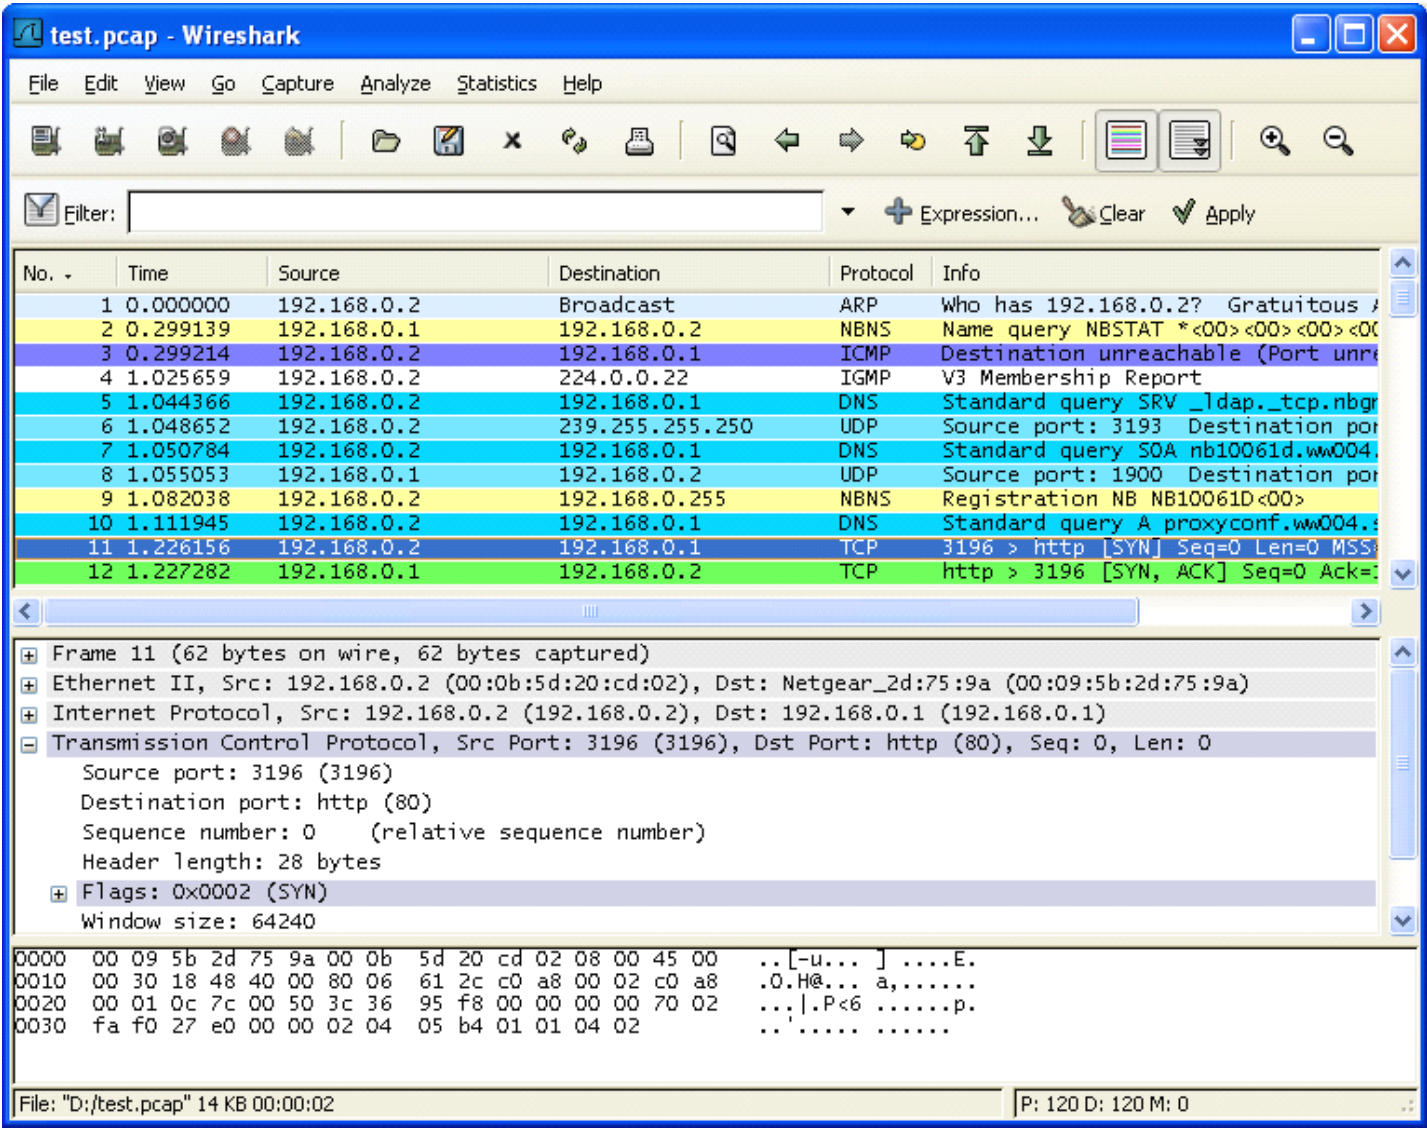 test.pcap - Wireshark
File Edit View Go Capture Analyze Statistics Help
Filter: Expression... Clear Apply
No. Time Source Destination Protocol Info
1 0.000000 192.168.0.2 Broadcast ARP Who has 192.168.0.2? Gratuitous
2 0.299139 192.168.0.1 192.168.0.2 NBNS Name query NBSTAT *<00><00><00><00
3 0.299214 192.168.0.2 192.168.0.1 ICMP Destination unreachable (Port unre
4 1.025659 192.168.0.2 224.0.0.22 IGMP V3 Membership Report
5 1.044366 192.168.0.2 192.168.0.1 DNS Standard query SRV _ldap._tcp.nbgm
6 1.048652 192.168.0.2 239.255.255.250 UDP Source port: 3193 Destination por
7 1.050784 192.168.0.2 192.168.0.1 DNS Standard query SOA nb10061d.ww004.
8 1.055053 192.168.0.1 192.168.0.2 UDP Source port: 1900 Destination por
9 1.082038 192.168.0.2 192.168.0.255 NBNS Registration NB NB10061D<00>
10 1.111945 192.168.0.2 192.168.0.1 DNS Standard query A proxyconf.ww004.s
11 1.226156 192.168.0.2 192.168.0.1 TCP 3196 > http [SYN] Seq=0 Len=0 MSS=
12 1.227282 192.168.0.1 192.168.0.2 TCP http > 3196 [SYN, ACK] Seq=0 Ack=1
Frame 11 (62 bytes on wire, 62 bytes captured)
Ethernet II, Src: 192.168.0.2 (00:0b:5d:20:cd:02), Dst: Netgear_2d:75:9a (00:09:5b:2d:75:9a)
Internet Protocol, Src: 192.168.0.2 (192.168.0.2), Dst: 192.168.0.1 (192.168.0.1)
Transmission Control Protocol, Src Port: 3196 (3196), Dst Port: http (80), Seq: 0, Len: 0
Source port: 3196 (3196)
Destination port: http (80)
Sequence number: 0 (relative sequence number)
Header length: 28 bytes
Flags: 0x0002 (SYN)
Window size: 64240
0000 00 09 5b 2d 75 9a 00 0b 5d 20 cd 02 08 00 45 00 ..[-u... ] ....E.
0010 00 30 18 48 40 00 80 06 61 2c c0 a8 00 02 c0 a8 .0.H@... a,......
0020 00 01 0c 7c 00 50 3c 36 95 f8 00 00 00 00 70 02 ...|.P<6 ......p.
0030 fa f0 27 e0 00 00 02 04 05 b4 01 01 04 02 ..'..... ......
File: "D:/test.pcap" 14 KB 00:00:02 P: 120 D: 120 M: 0